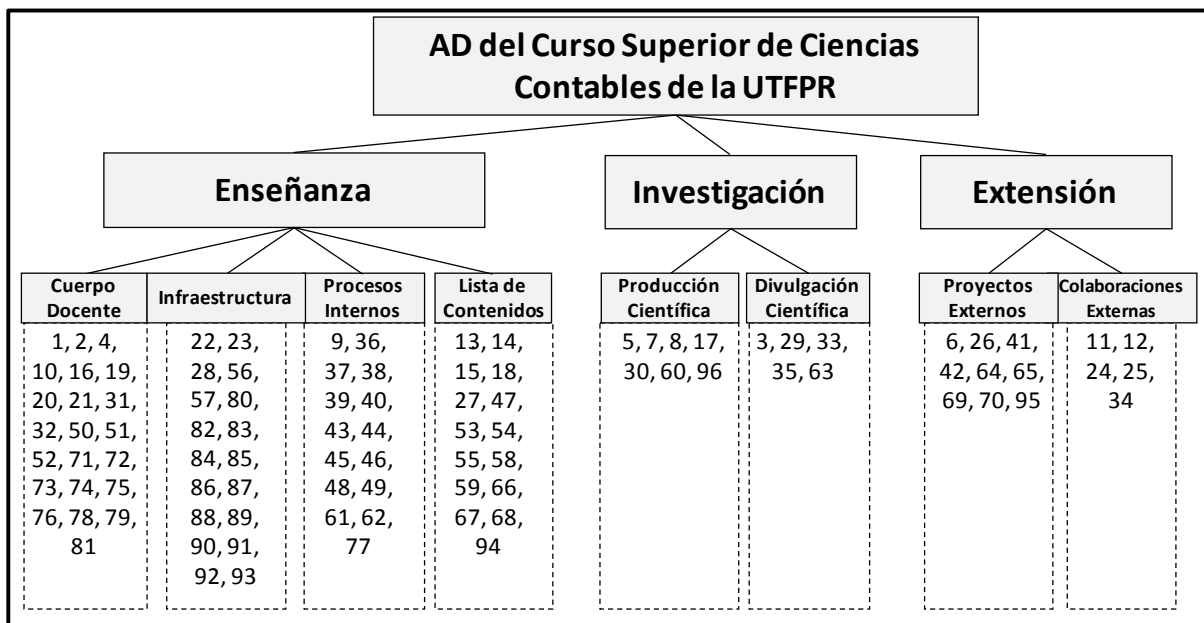 AD del Curso Superior de Ciencias
Contables de la UTFPR
Enseñanza
Investigación
Extensión
Cuerpo
Docente
Infraestructura
Procesos
Internos
Lista de
Contenidos
Producción
Científica
Divulgación
Científica
Proyectos
Externos
Colaboraciones
Externas
1, 2, 4,
10, 16, 19,
20, 21, 31,
32, 50, 51,
52, 71, 72,
73, 74, 75,
76, 78, 79,
81
22, 23,
28, 56,
57, 80,
82, 83,
84, 85,
86, 87,
88, 89,
90, 91,
92, 93
9, 36,
37, 38,
39, 40,
43, 44,
45, 46,
48, 49,
61, 62,
77
13, 14,
15, 18,
27, 47,
53, 54,
55, 58,
59, 66,
67, 68,
94
5, 7, 8, 17,
30, 60, 96
3, 29, 33,
35, 63
6, 26, 41,
42, 64, 65,
69, 70, 95
11, 12,
24, 25,
34